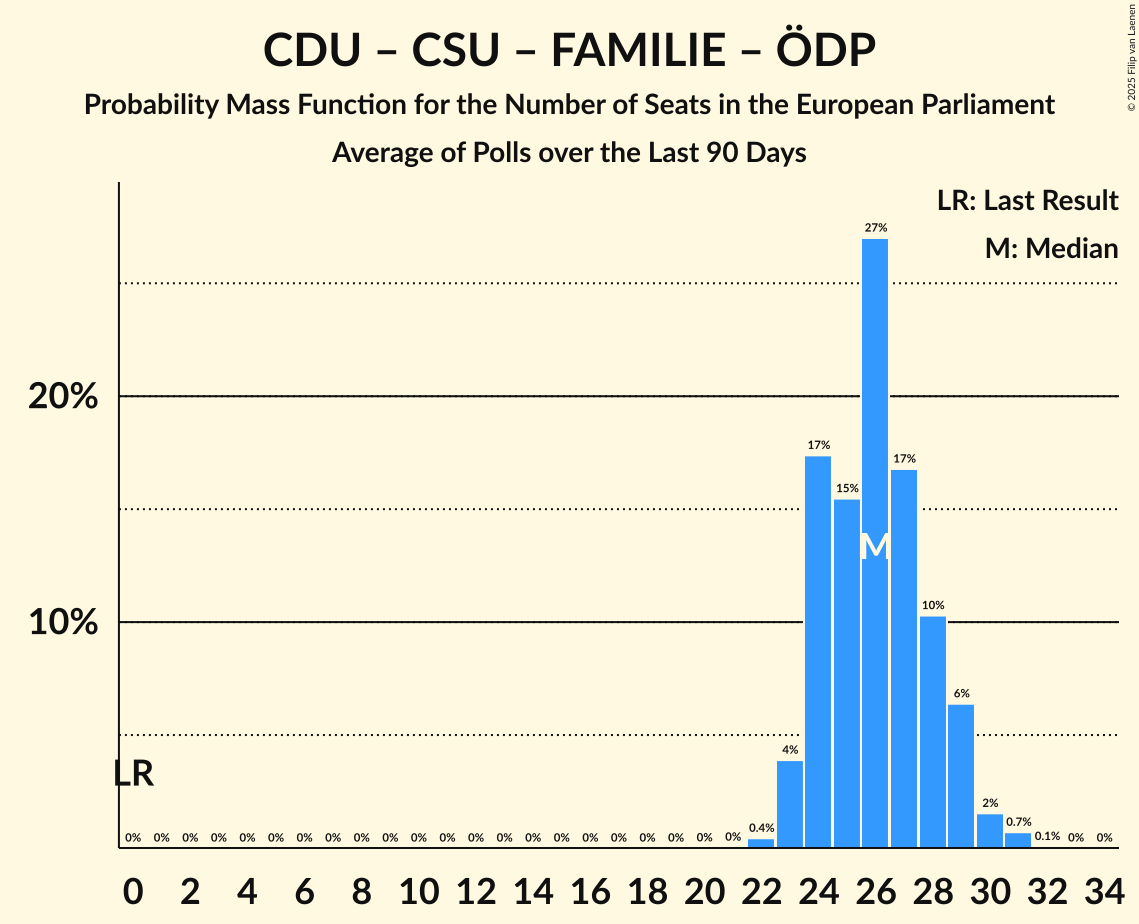 CDU – CSU – FAMILIE – ÖDP
Probability Mass Function for the Number of Seats in the European Parliament
Average of Polls over the Last 90 Days
© 2025 Filip van Laenen
LR: Last Result
M: Median
20%
10%
27%
17%
15%
17%
10%
6%
4%
2%
0.7%
0.4%
0.1%
M
LR
0% 0% 0% 0% 0% 0% 0% 0% 0% 0% 0% 0% 0% 0% 0% 0% 0% 0% 0% 0% 0% 0% 0% 0%
0 2 4 6 8 10 12 14 16 18 20 22 24 26 28 30 32 34